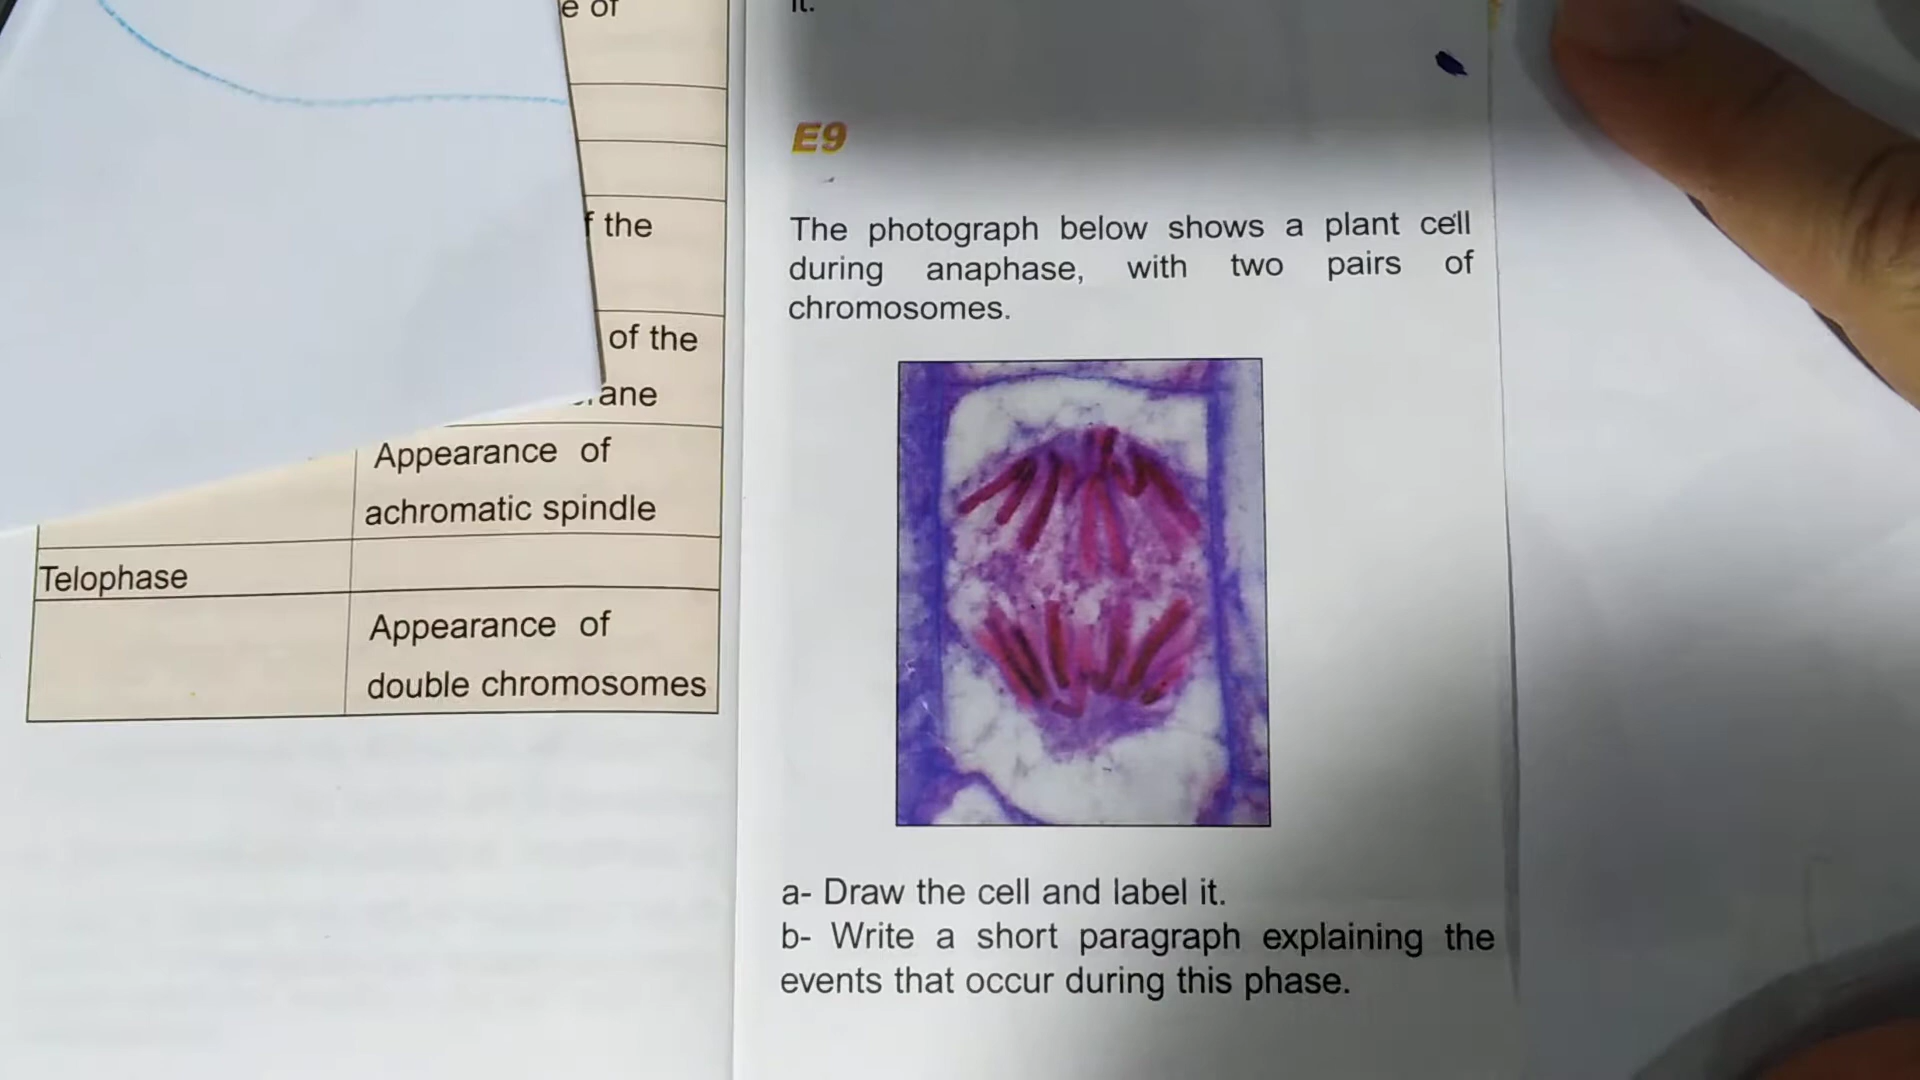 e of
f the
of the
ane
Appearance of
achromatic spindle
Telophase
Appearance of
double chromosomes
it.
E9
The photograph below shows a plant cell
during anaphase, with two pairs of
chromosomes.
a- Draw the cell and label it.
b- Write a short paragraph explaining the
events that occur during this phase.